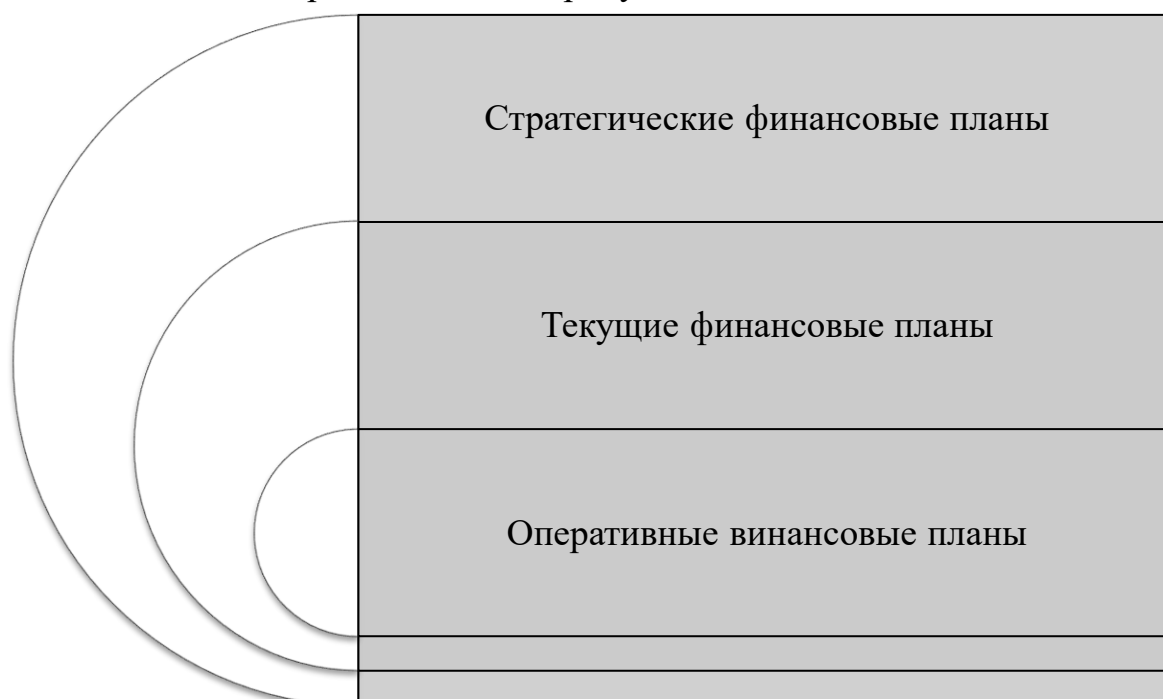 Стратегические финансовые планы
Текущие финансовые планы
Оперативные винансовые планы